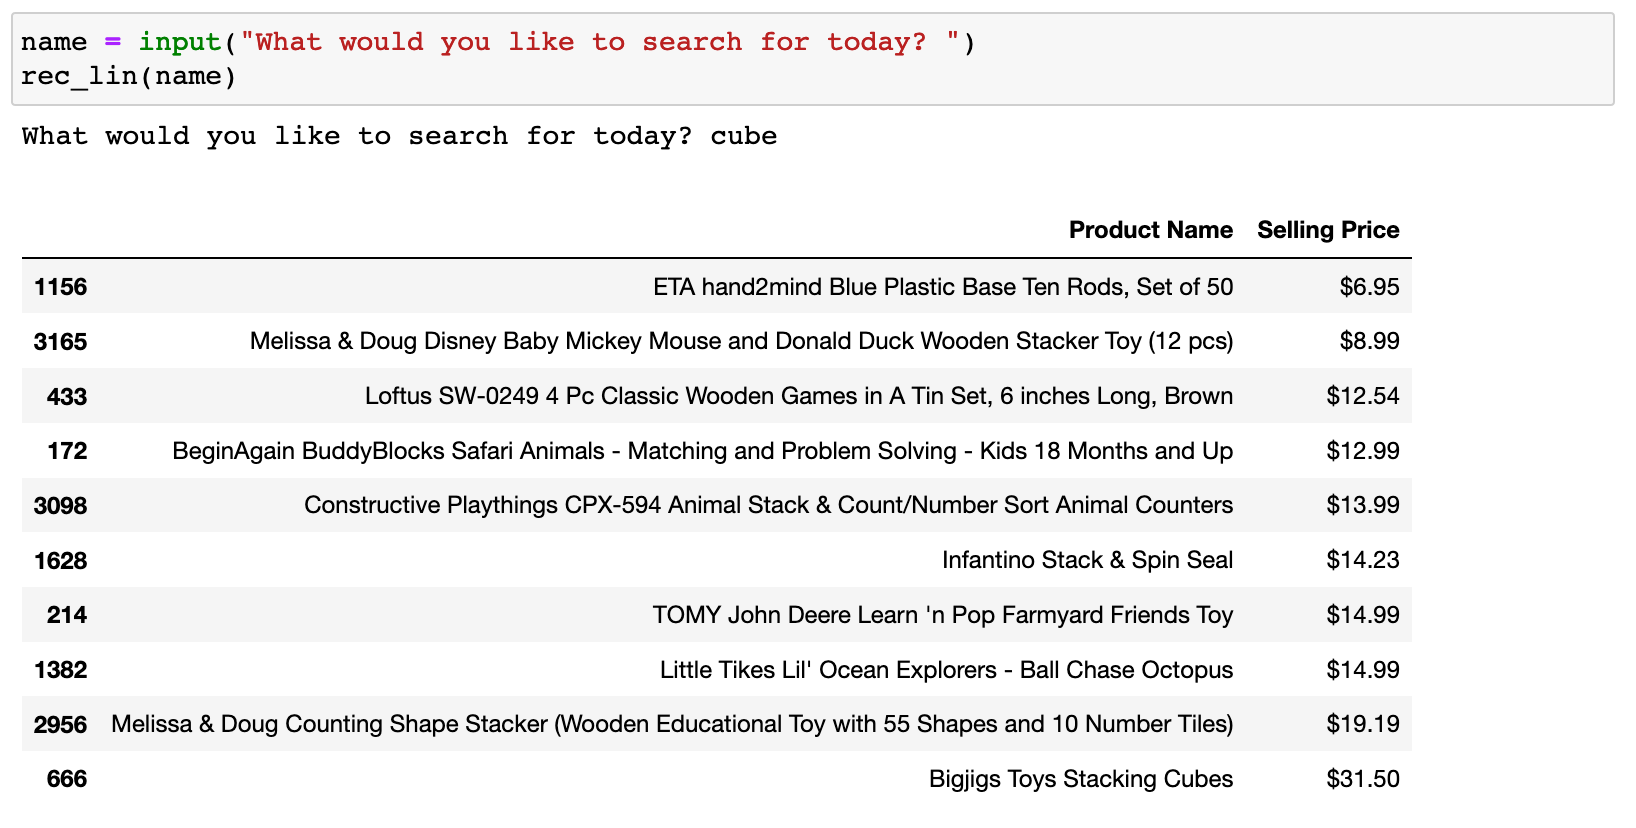 name = input("What would you like to search for today? ")
rec_lin(name)
What would you like to search for today? cube
Product Name Selling Price
1156 ETA hand2mind Blue Plastic Base Ten Rods, Set of 50 $6.95
3165 Melissa & Doug Disney Baby Mickey Mouse and Donald Duck Wooden Stacker Toy (12 pcs) $8.99
433 Loftus SW-0249 4 Pc Classic Wooden Games in A Tin Set, 6 inches Long, Brown $12.54
172 BeginAgain BuddyBlocks Safari Animals - Matching and Problem Solving - Kids 18 Months and Up $12.99
3098 Constructive Playthings CPX-594 Animal Stack & Count/Number Sort Animal Counters $13.99
1628 Infantino Stack & Spin Seal $14.23
214 TOMY John Deere Learn 'n Pop Farmyard Friends Toy $14.99
1382 Little Tikes Lil' Ocean Explorers - Ball Chase Octopus $14.99
2956 Melissa & Doug Counting Shape Stacker (Wooden Educational Toy with 55 Shapes and 10 Number Tiles) $19.19
666 Bigjigs Toys Stacking Cubes $31.50